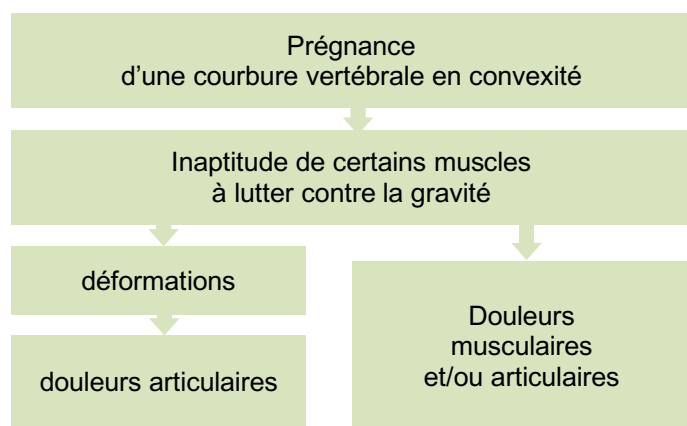 Prégnance
d’une courbure vertébrale en convexité
Inaptitude de certains muscles
à lutter contre la gravité
déformations
douleurs articulaires
Douleurs
musculaires
et/ou articulaires